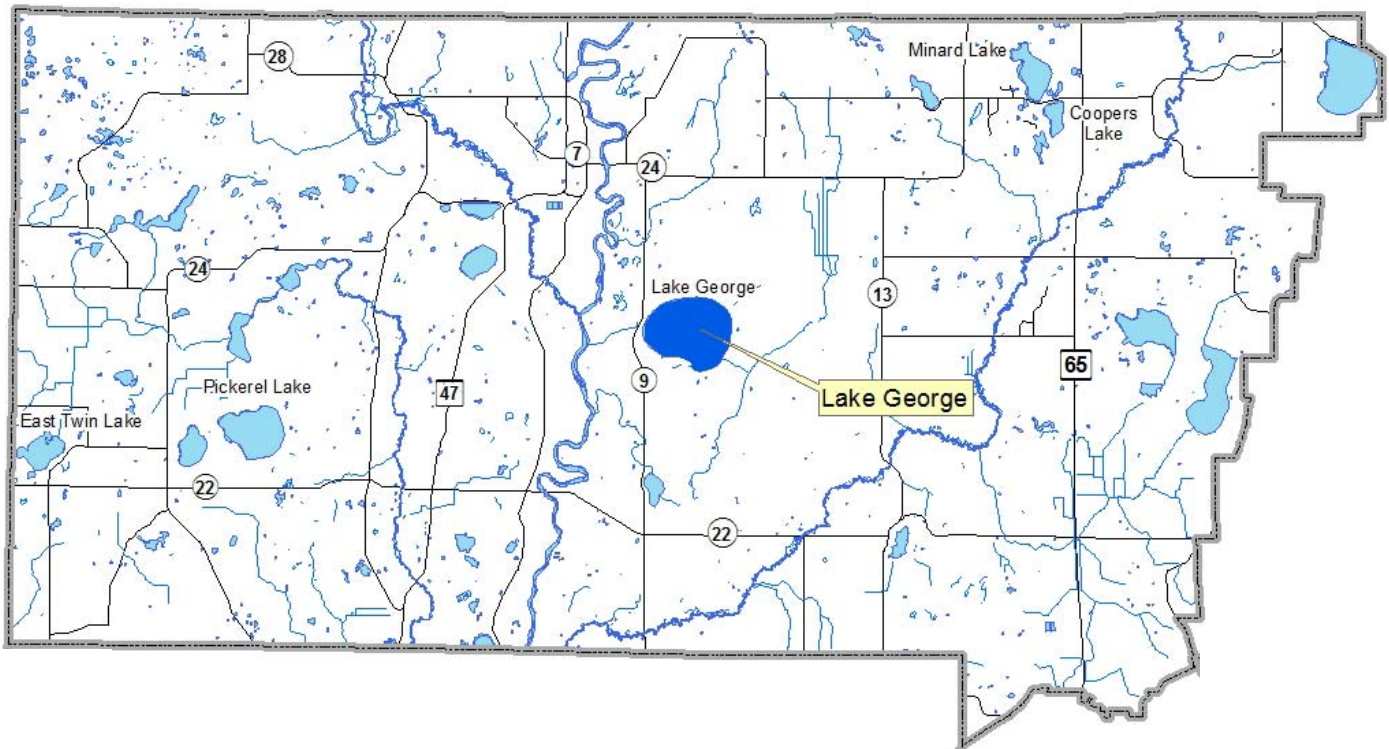 Minard Lake
28
Coopers
Lake
7
24
24
Lake George
13
65
9
47
Lake George
Pickerel Lake
East Twin Lake
22
22